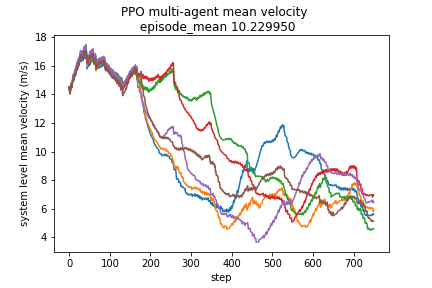 PPO multi-agent mean velocity
episode_mean 10.229950
system level mean velocity (m/s)
18
16
14
12
10
8
6
4
0 100 200 300 400 500 600 700
step